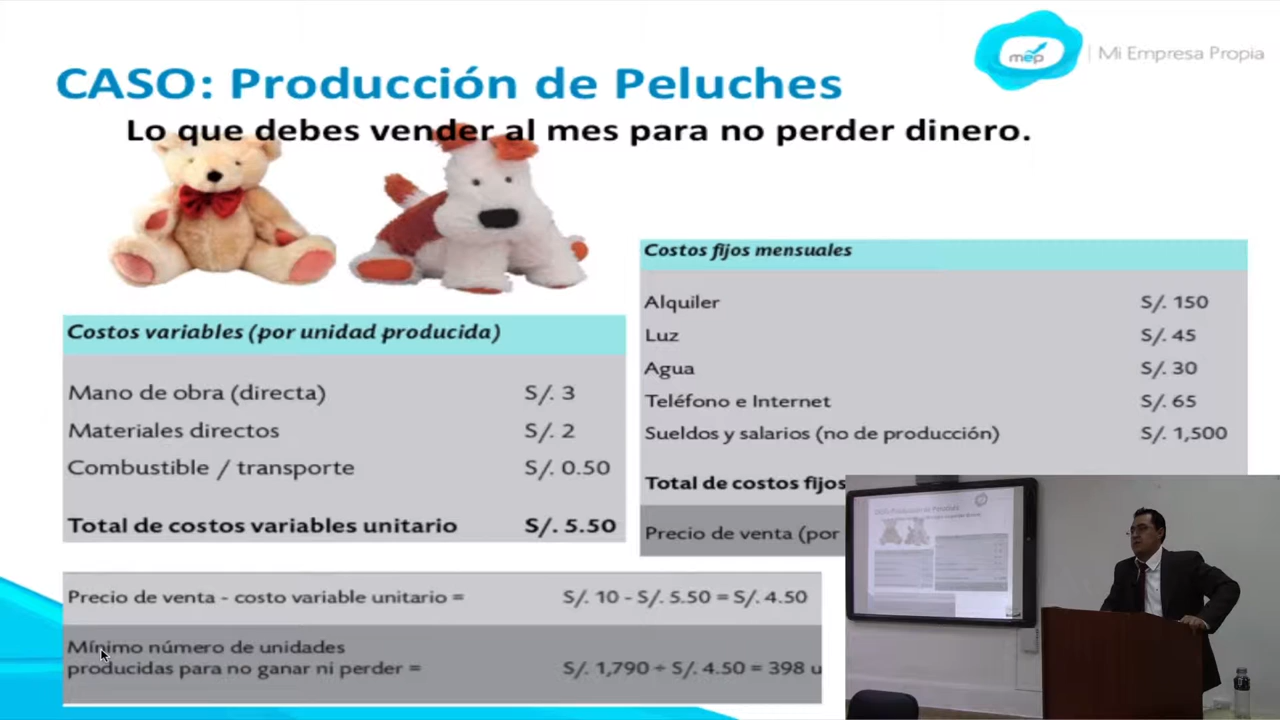 mep
Mi Empresa Propia
CASO: Producción de Peluches
Lo que debes vender al mes para no perder dinero.
Costos fijos mensuales
Alquiler S/. 150
Luz S/. 45
Agua S/. 30
Teléfono e Internet S/. 65
Sueldos y salarios (no de producción) S/. 1,500
Total de costos fijos
Precio de venta (por
Costos variables (por unidad producida)
Mano de obra (directa) S/. 3
Materiales directos S/. 2
Combustible / transporte S/. 0.50
Total de costos variables unitario S/. 5.50
Precio de venta - costo variable unitario = S/. 10 - S/. 5.50 = S/. 4.50
Mínimo número de unidades
producidas para no ganar ni perder = S/. 1,790 ÷ S/. 4.50 = 398 u